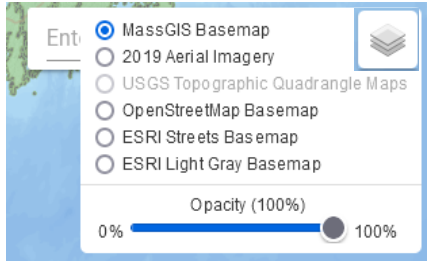 Ent
MassGIS Basemap
2019 Aerial Imagery
USGS Topographic Quadrangle Maps
OpenStreetMap Basemap
ESRI Streets Basemap
ESRI Light Gray Basemap
Opacity (100%)
0% 100%